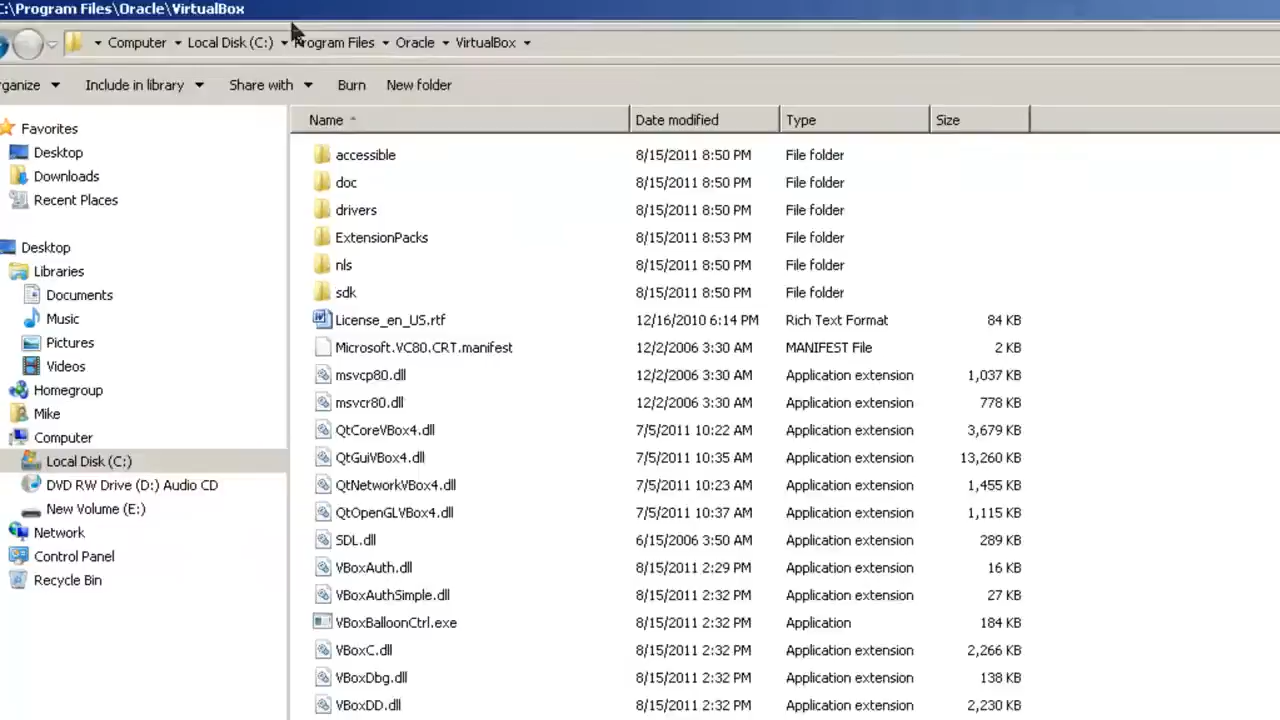 C:\Program Files\Oracle\VirtualBox
Computer Local Disk (C:) Program Files Oracle VirtualBox
rganize Include in library Share with Burn New folder
Name Date modified Type Size
Favorites
Desktop
Downloads
Recent Places
Desktop
Libraries
Documents
Music
Pictures
Videos
Homegroup
Mike
Computer
Local Disk (C:)
DVD RW Drive (D:) Audio CD
New Volume (E:)
Network
Control Panel
Recycle Bin
accessible 8/15/2011 8:50 PM File folder
doc 8/15/2011 8:50 PM File folder
drivers 8/15/2011 8:50 PM File folder
ExtensionPacks 8/15/2011 8:53 PM File folder
nls 8/15/2011 8:50 PM File folder
sdk 8/15/2011 8:50 PM File folder
License_en_US.rtf 12/16/2010 6:14 PM Rich Text Format 84 KB
Microsoft.VC80.CRT.manifest 12/2/2006 3:30 AM MANIFEST File 2 KB
msvcp80.dll 12/2/2006 3:30 AM Application extension 1,037 KB
msvcr80.dll 12/2/2006 3:30 AM Application extension 778 KB
QtCoreVBox4.dll 7/5/2011 10:22 AM Application extension 3,679 KB
QtGuiVBox4.dll 7/5/2011 10:35 AM Application extension 13,260 KB
QtNetworkVBox4.dll 7/5/2011 10:23 AM Application extension 1,455 KB
QtOpenGLVBox4.dll 7/5/2011 10:37 AM Application extension 1,115 KB
SDL.dll 6/15/2006 3:50 AM Application extension 289 KB
VBoxAuth.dll 8/15/2011 2:29 PM Application extension 16 KB
VBoxAuthSimple.dll 8/15/2011 2:32 PM Application extension 27 KB
VBoxBalloonCtrl.exe 8/15/2011 2:32 PM Application 184 KB
VBoxC.dll 8/15/2011 2:32 PM Application extension 2,266 KB
VBoxDbg.dll 8/15/2011 2:32 PM Application extension 138 KB
VBoxDD.dll 8/15/2011 2:32 PM Application extension 2,230 KB